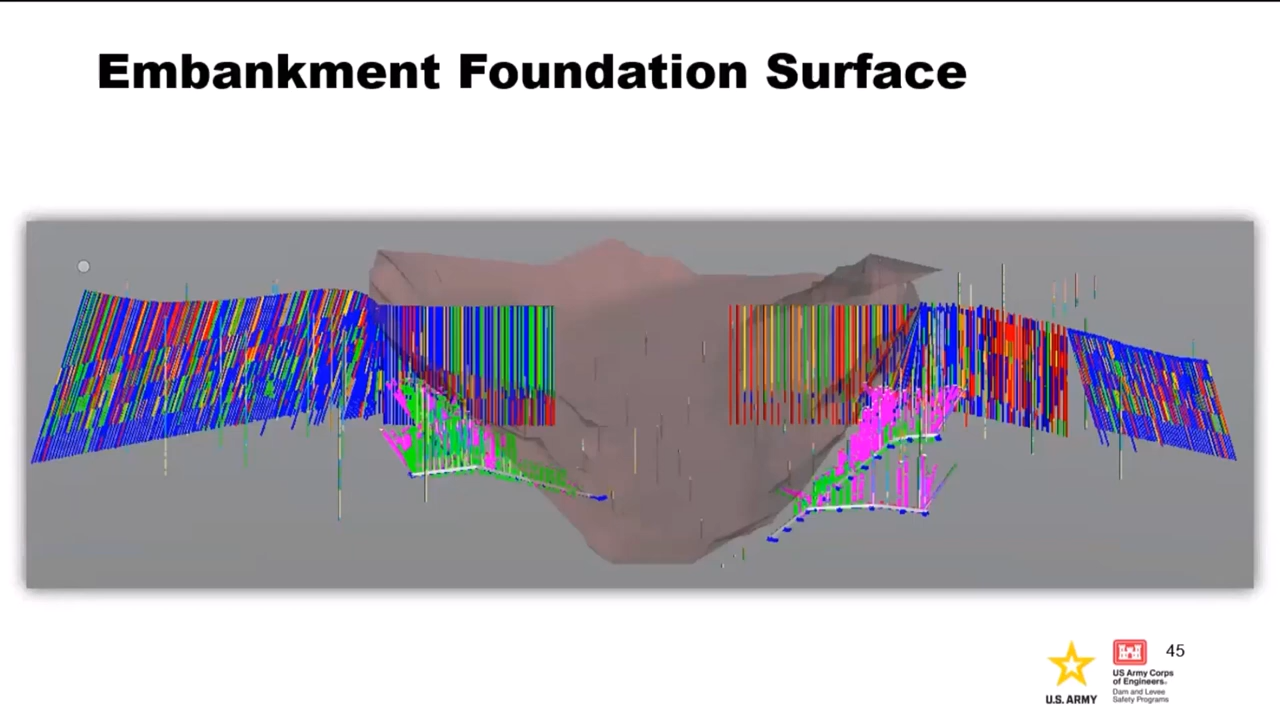 Embankment Foundation Surface
45
U.S. ARMY
US Army Corps
of Engineers®
Dam and Levee
Safety Programs